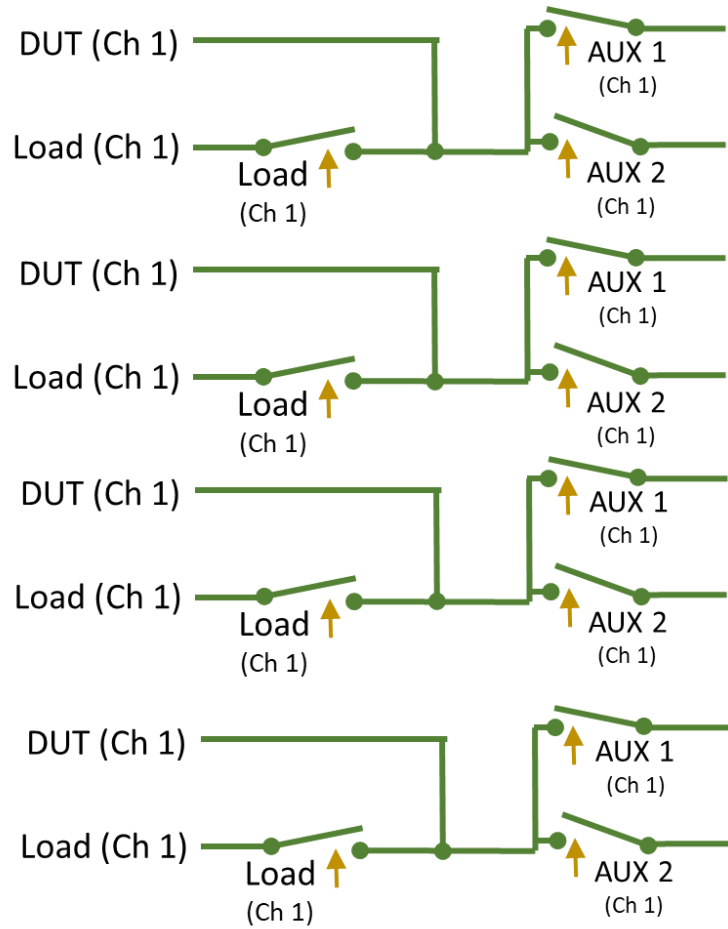 DUT (Ch 1)
AUX 1
(Ch 1)
Load (Ch 1)
Load
(Ch 1)
AUX 2
(Ch 1)
DUT (Ch 1)
AUX 1
(Ch 1)
Load (Ch 1)
Load
(Ch 1)
AUX 2
(Ch 1)
DUT (Ch 1)
AUX 1
(Ch 1)
Load (Ch 1)
Load
(Ch 1)
AUX 2
(Ch 1)
DUT (Ch 1)
AUX 1
(Ch 1)
Load (Ch 1)
Load
(Ch 1)
AUX 2
(Ch 1)